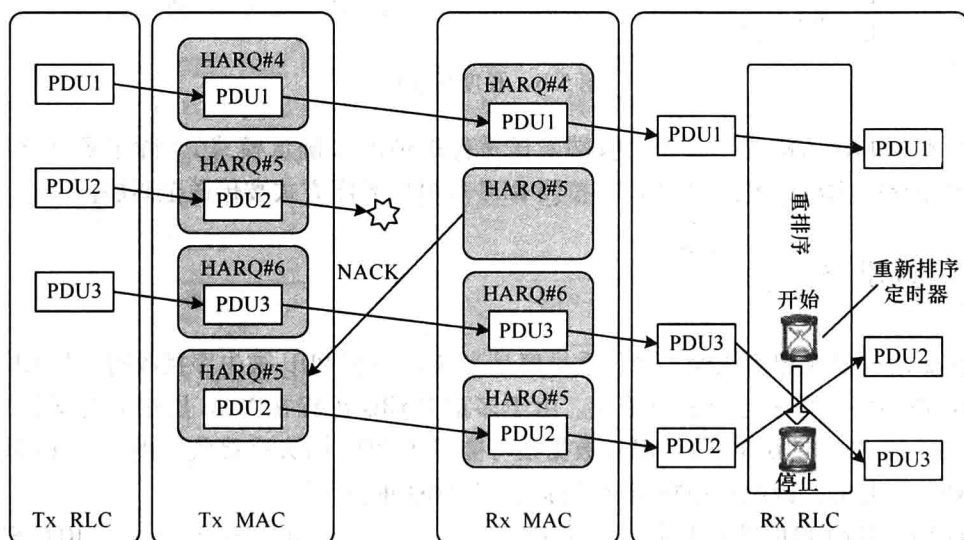 HARQ#4
HARQ#4
PDU1
PDU1
PDU1
PDU1
PDU1
HARQ#5
HARQ#5
PDU2
PDU2
重排序
NACK
HARQ#6
HARQ#6
PDU3
PDU3
PDU3
PDU3
开始
重新排序
定时器
PDU2
HARQ#5
HARQ#5
PDU2
PDU2
PDU2
PDU3
停止
Tx RLC
Tx MAC
Rx MAC
Rx RLC